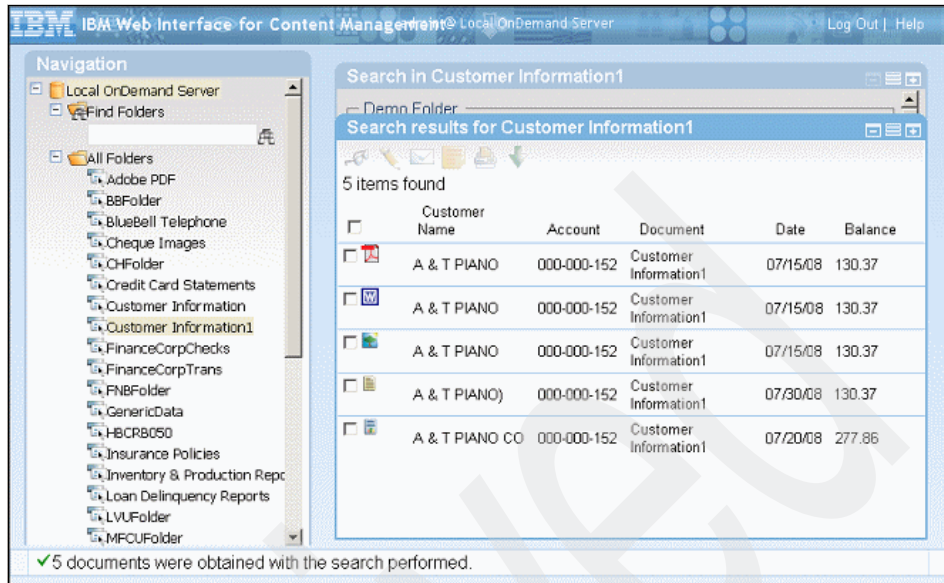 IBM IBM Web Interface for Content Management @ Local OnDemand Server Log Out | Help
Navigation
Local OnDemand Server
Find Folders
All Folders
Adobe PDF
BBFolder
BlueBell Telephone
Cheque Images
CHFolder
Credit Card Statements
Customer Information
Customer Information1
FinanceCorpChecks
FinanceCorpTrans
FNBFolder
GenericData
HBCRB050
Insurance Policies
Inventory & Production Repo
Loan Delinquency Reports
LVUFolder
MFCUFolder
Search in Customer Information1
Demo Folder
Search results for Customer Information1
5 items found
Customer
Name Account Document Date Balance
A & T PIANO 000-000-152 Customer Information1 07/15/08 130.37
A & T PIANO 000-000-152 Customer Information1 07/15/08 130.37
A & T PIANO 000-000-152 Customer Information1 07/15/08 130.37
A & T PIANO) 000-000-152 Customer Information1 07/30/08 130.37
A & T PIANO CO 000-000-152 Customer Information1 07/20/08 277.86
5 documents were obtained with the search performed.